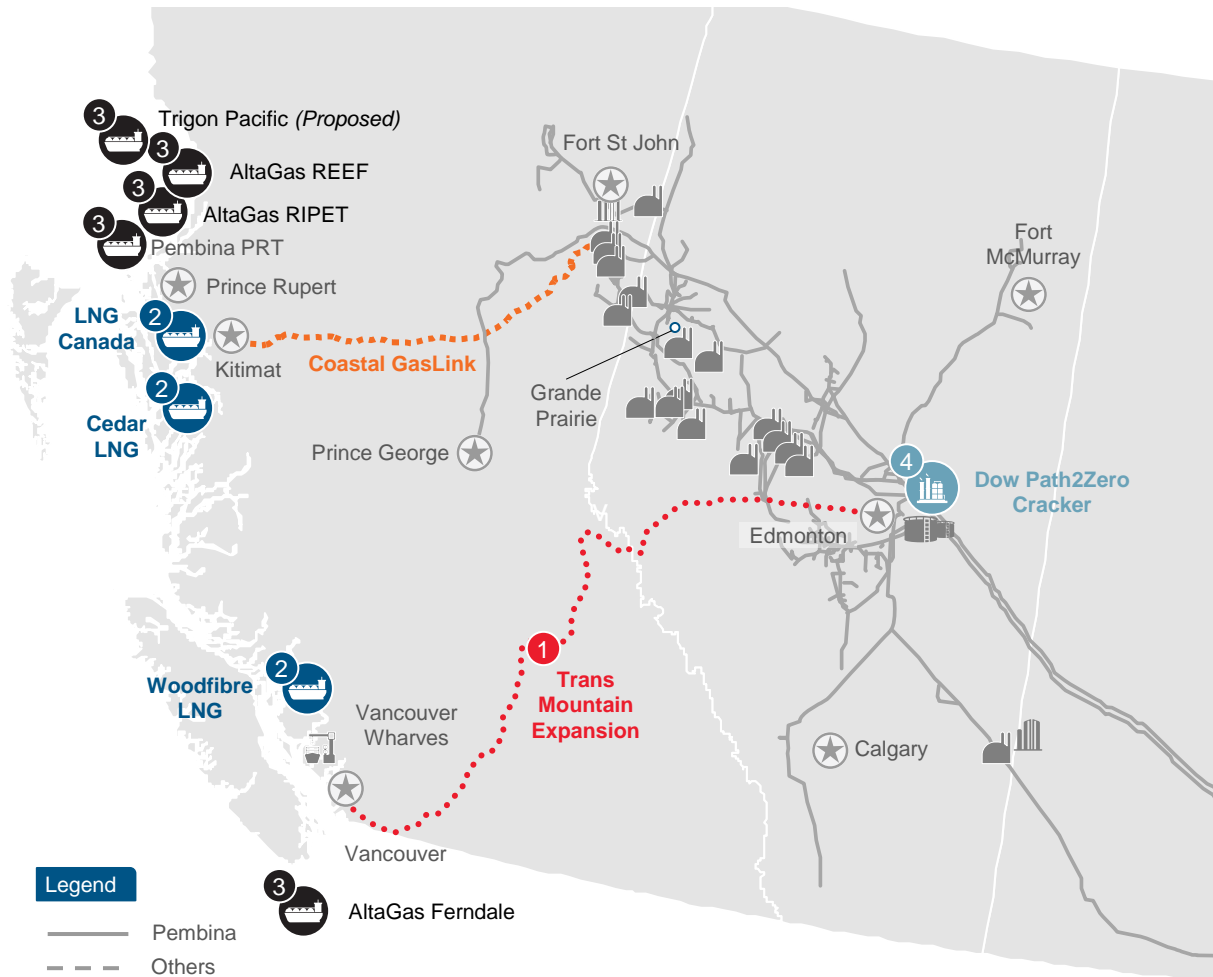 3
Trigon Pacific (Proposed)
3
AltaGas REEF
3
AltaGas RIPET
3
Pembina PRT
Prince Rupert
LNG
Canada
2
Kitimat
Coastal GasLink
Cedar
LNG
2
Prince George
Fort St John
Grande
Prairie
Fort
McMurray
4
Dow Path2Zero
Cracker
Edmonton
1
Trans
Mountain
Expansion
Woodfibre
LNG
2
Vancouver
Wharves
Calgary
Vancouver
3
AltaGas Ferndale
Legend
Pembina
Others